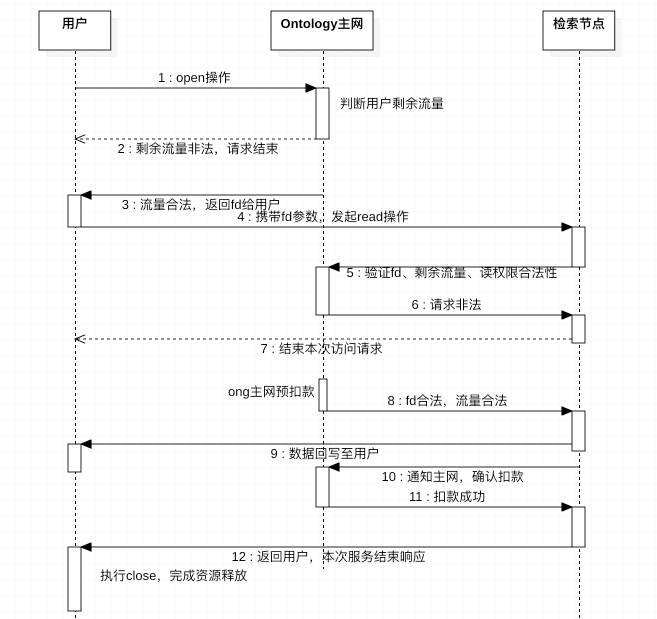 用户
Ontology主网
检索节点
1 : open操作
判断用户剩余流量
2 : 剩余流量非法，请求结束
3 : 流量合法，返回fd给用户
4 : 携带fd参数，发起read操作
5 : 验证fd、剩余流量、读权限合法性
6 : 请求非法
7 : 结束本次访问请求
ong主网预扣款
8 : fd合法，流量合法
9 : 数据回写至用户
10 : 通知主网，确认扣款
11 : 扣款成功
12 : 返回用户，本次服务结束响应
执行close，完成资源释放